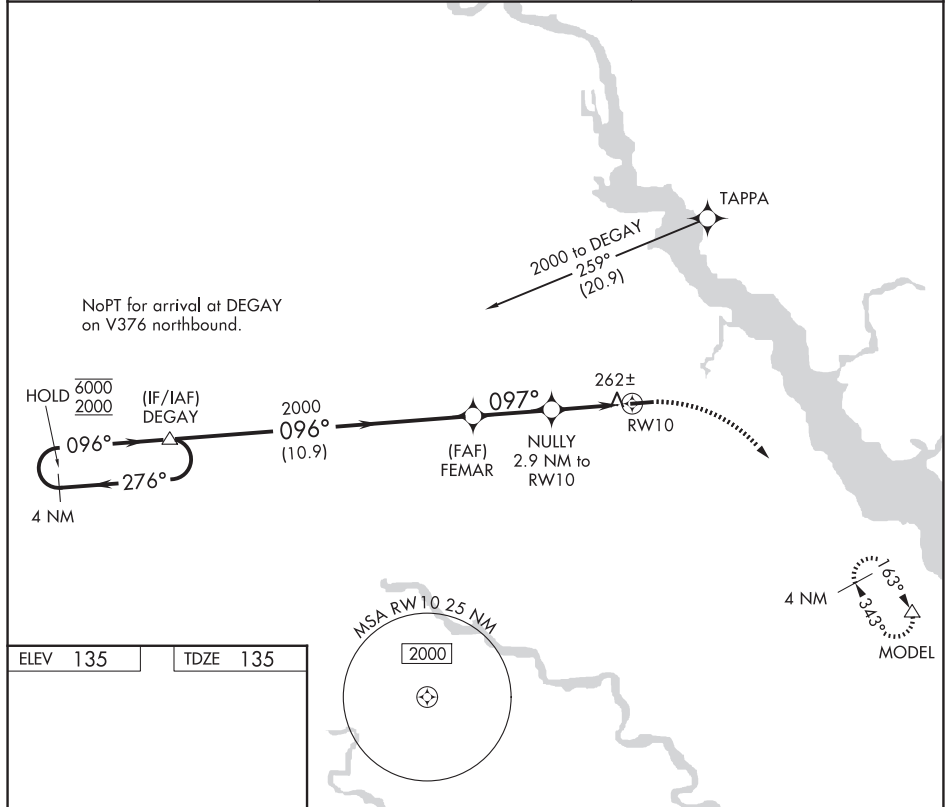 TAPPA
2000 to DEGAY
259°
(20.9)
NoPT for arrival at DEGAY
on V376 northbound.
HOLD 6000
2000
(IF/IAF)
DEGAY
096°
276°
4 NM
2000
096°
(10.9)
(FAF)
FEMAR
097°
NULLY
2.9 NM to
RW10
262±
RW10
4 NM
163°
343°
MODEL
MSA RW10 25 NM
2000
ELEV 135
TDZE 135